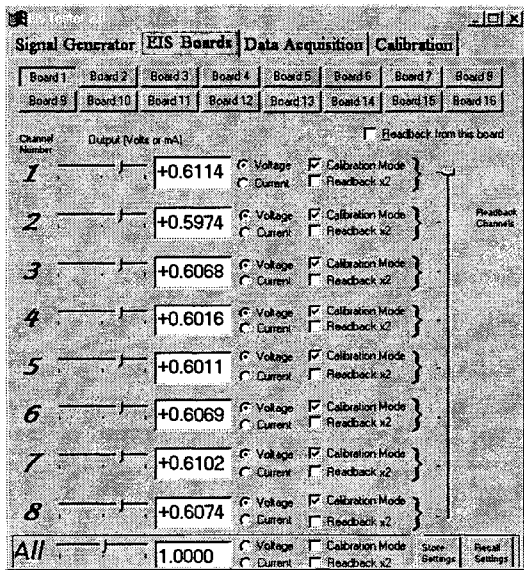 EIS Tester 2.0
Signal Generator EIS Boards Data Acquisition Calibration
Board 1 Board 2 Board 3 Board 4 Board 5 Board 6 Board 7 Board 8
Board 9 Board 10 Board 11 Board 12 Board 13 Board 14 Board 15 Board 16
Channel Number
Output (Volts or mA)
Readback from this board
1 +0.6114 Voltage Calibration Mode
Current Readback x2
Readback Channels
2 +0.5974 Voltage Calibration Mode
Current Readback x2
3 +0.6068 Voltage Calibration Mode
Current Readback x2
4 +0.6016 Voltage Calibration Mode
Current Readback x2
5 +0.6011 Voltage Calibration Mode
Current Readback x2
6 +0.6069 Voltage Calibration Mode
Current Readback x2
7 +0.6102 Voltage Calibration Mode
Current Readback x2
8 +0.6074 Voltage Calibration Mode
Current Readback x2
All 1.0000 Voltage Calibration Mode
Current Readback x2
Store Settings
Recall Settings